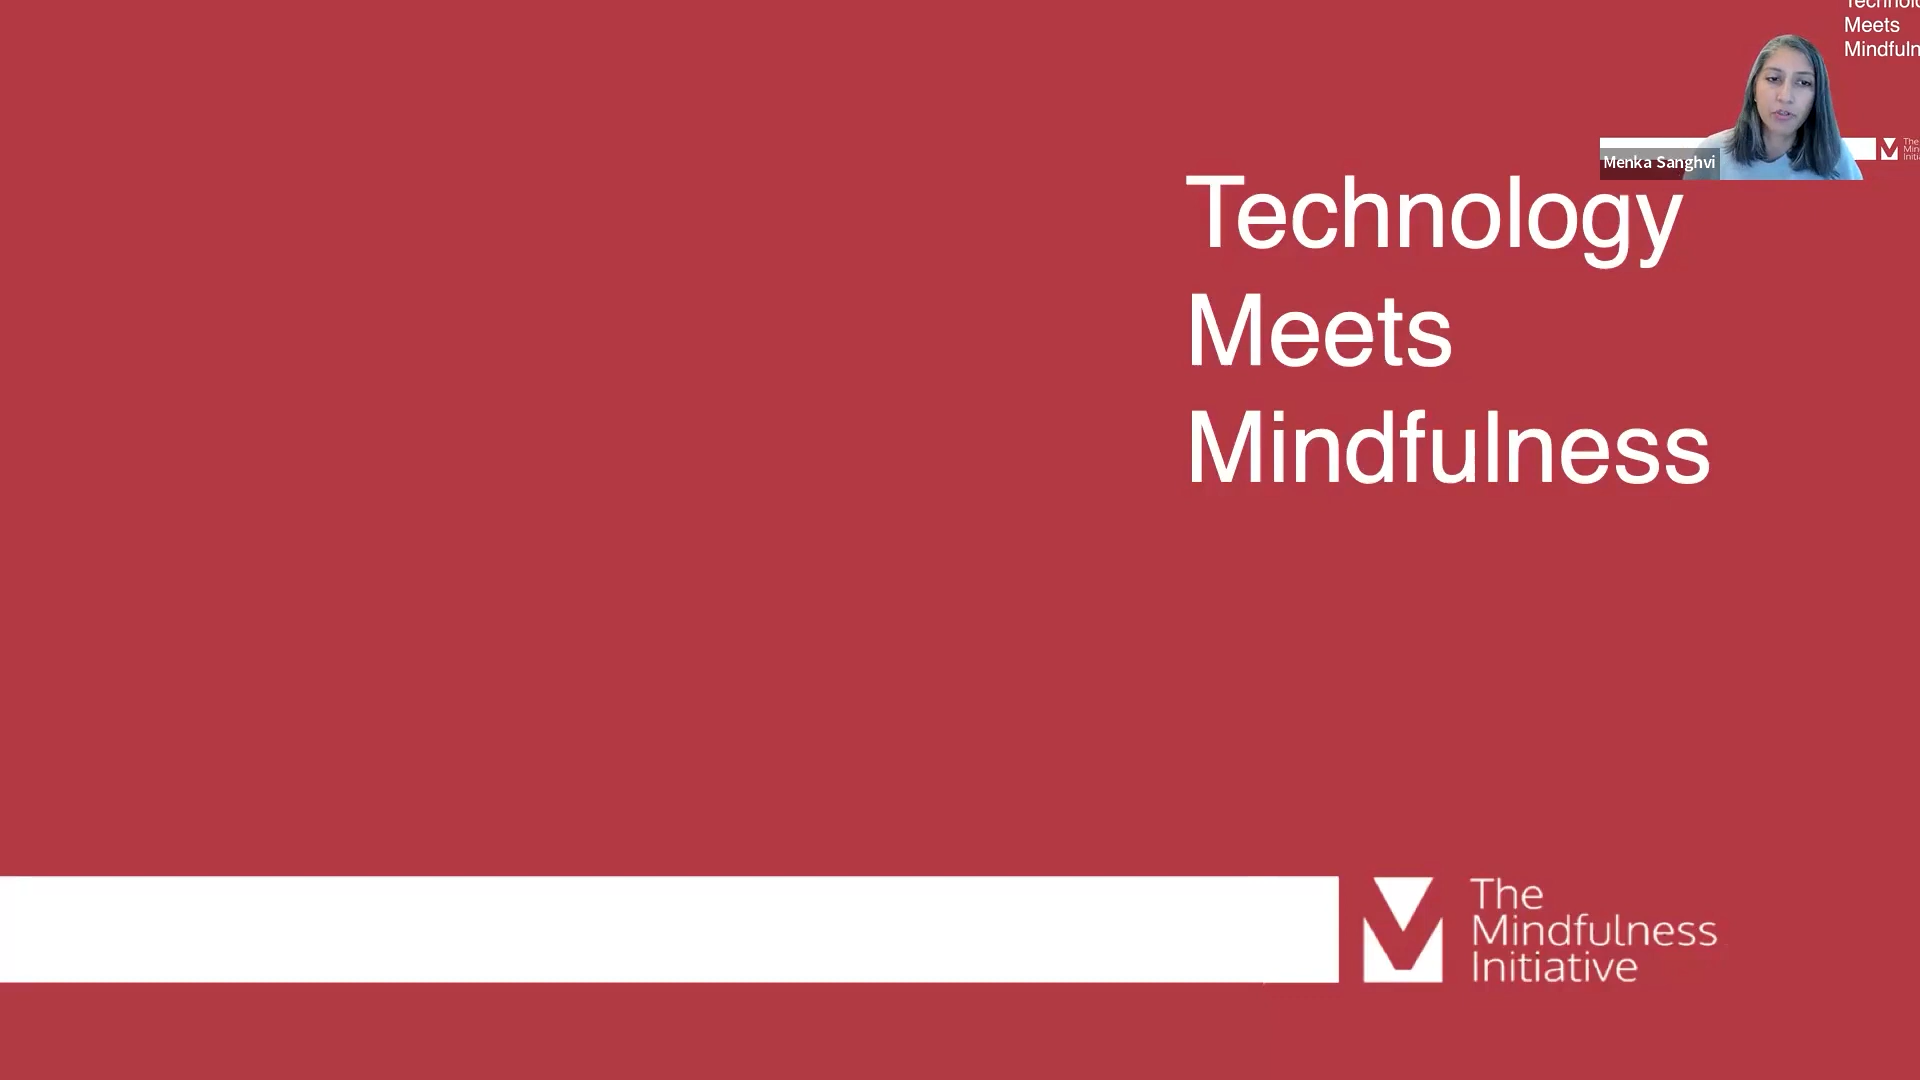 Meets
Menka Sanghvi
Technology
Meets
Mindfulness
The
Mindfulness
Initiative